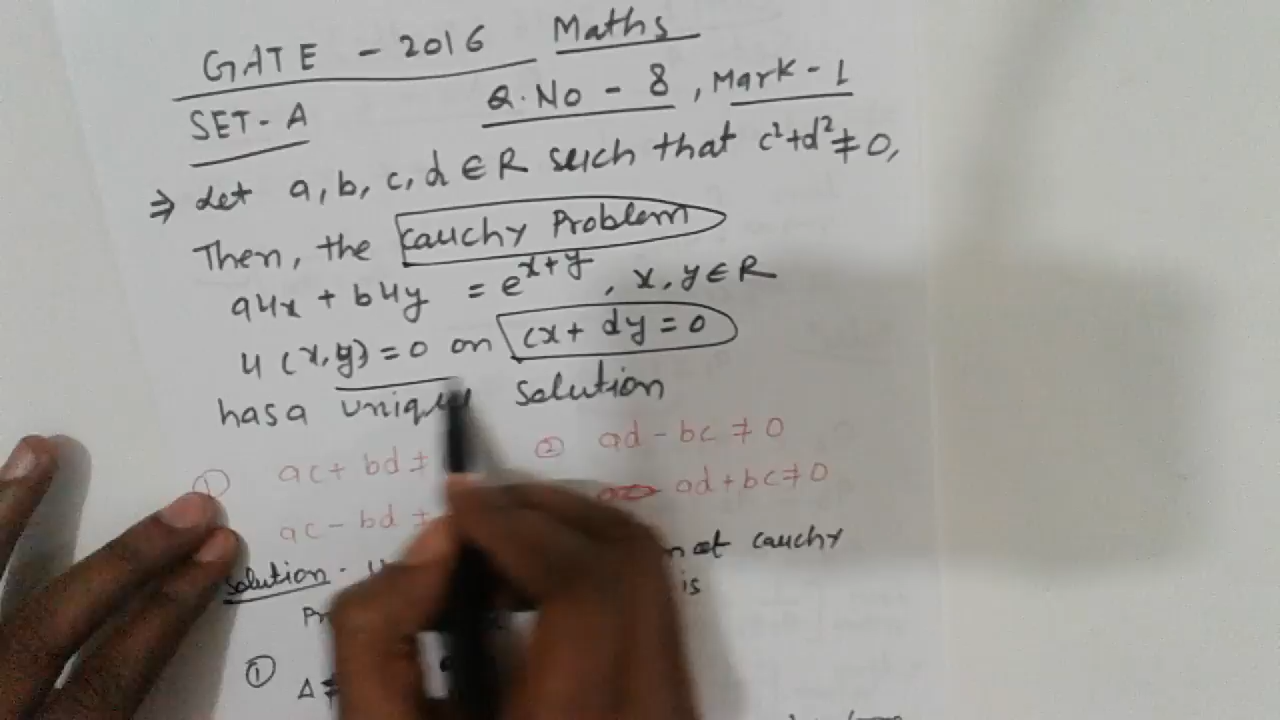 GATE - 2016 Maths
SET-A Q.No - 8, Mark-1
⇒ Let a, b, c, d ∈ R such that c²+d² ≠ 0,
Then, the Cauchy Problem
aux + buy = e^x+y, x, y ∈ R
u(x,y) = 0 on cx + dy = 0
has a unique solution
① ac + bd ≠ ② ad - bc ≠ 0
ac - bd ≠ ad + bc ≠ 0
Solution - cauchy
is
① Δ ≠